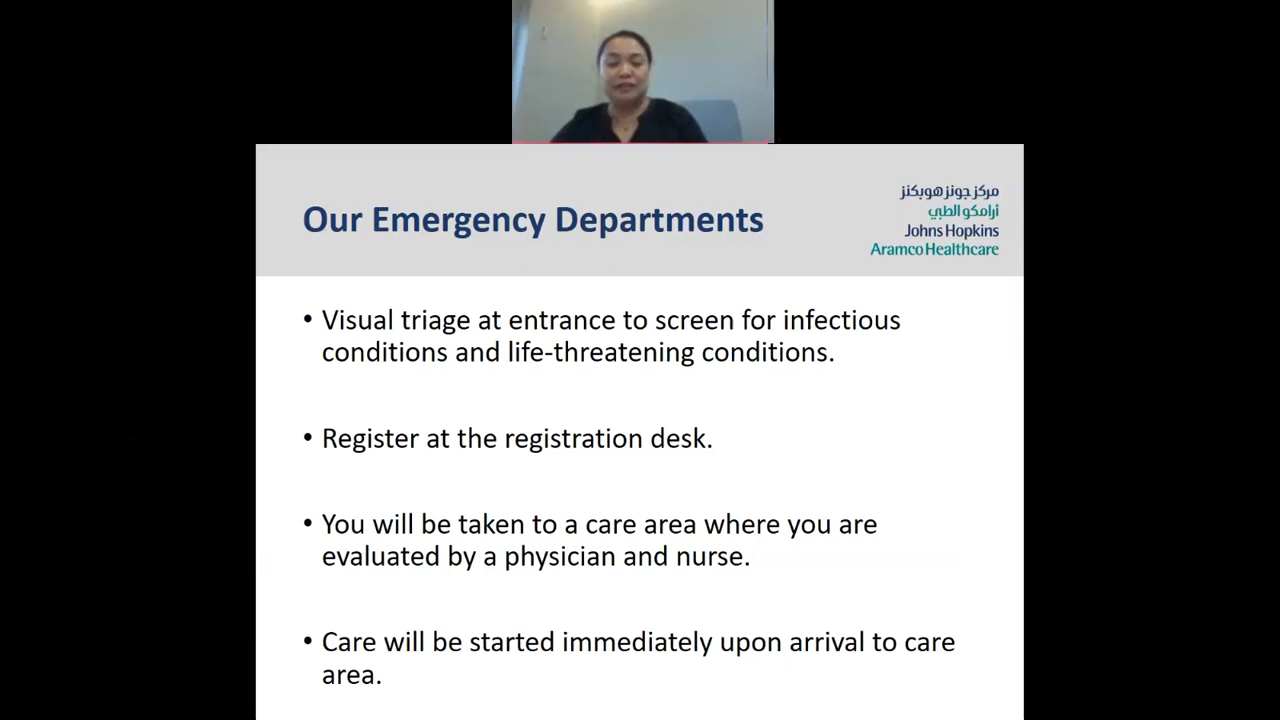 Our Emergency Departments
مركز جونز هوبكنز
أرامكو الطبي
Johns Hopkins
Aramco Healthcare
• Visual triage at entrance to screen for infectious
conditions and life-threatening conditions.
• Register at the registration desk.
• You will be taken to a care area where you are
evaluated by a physician and nurse.
• Care will be started immediately upon arrival to care
area.